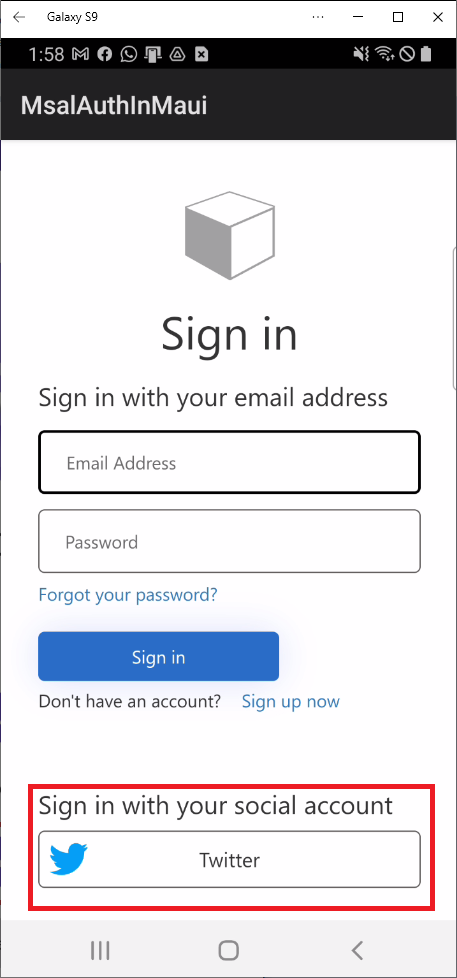 Galaxy S9
1:58
MsalAuthInMaui
Sign in
Sign in with your email address
Email Address
Password
Forgot your password?
Sign in
Don't have an account? Sign up now
Sign in with your social account
Twitter